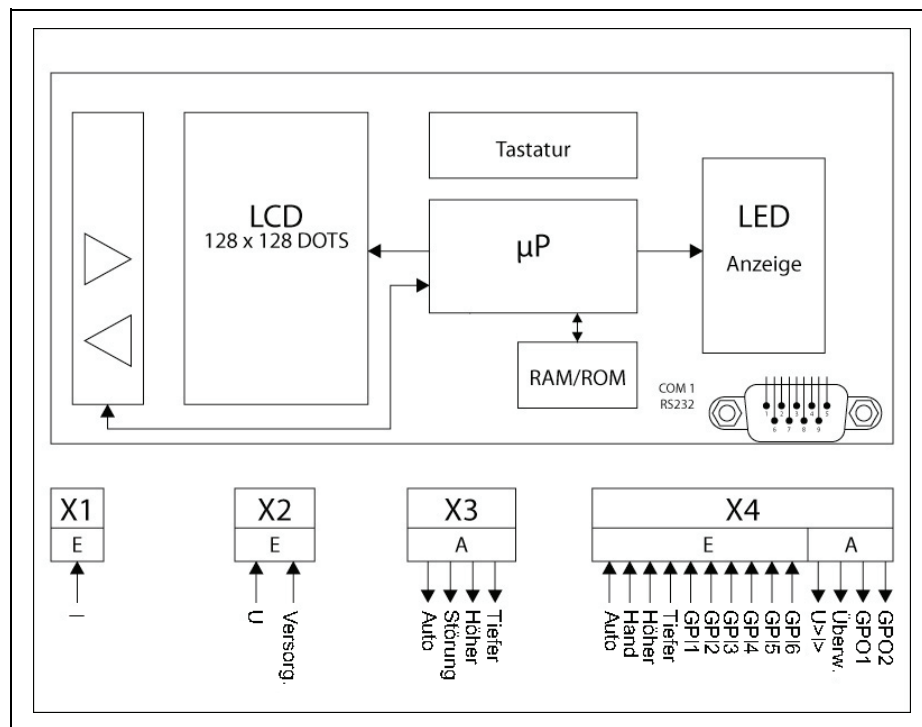 Tastatur
LCD
128 x 128 DOTS
µP
LED
Anzeige
RAM/ROM
COM 1
RS232
1 2 3 4 5
6 7 8 9
X1
E
I
X2
E
U
Versorg.
X3
A
Auto
Störung
Höher
Tiefer
X4
E
A
Auto
Hand
Höher
Tiefer
GPI1
GPI2
GPI3
GPI4
GPI5
GPI6
U>I>
Überw.
GPO1
GPO2